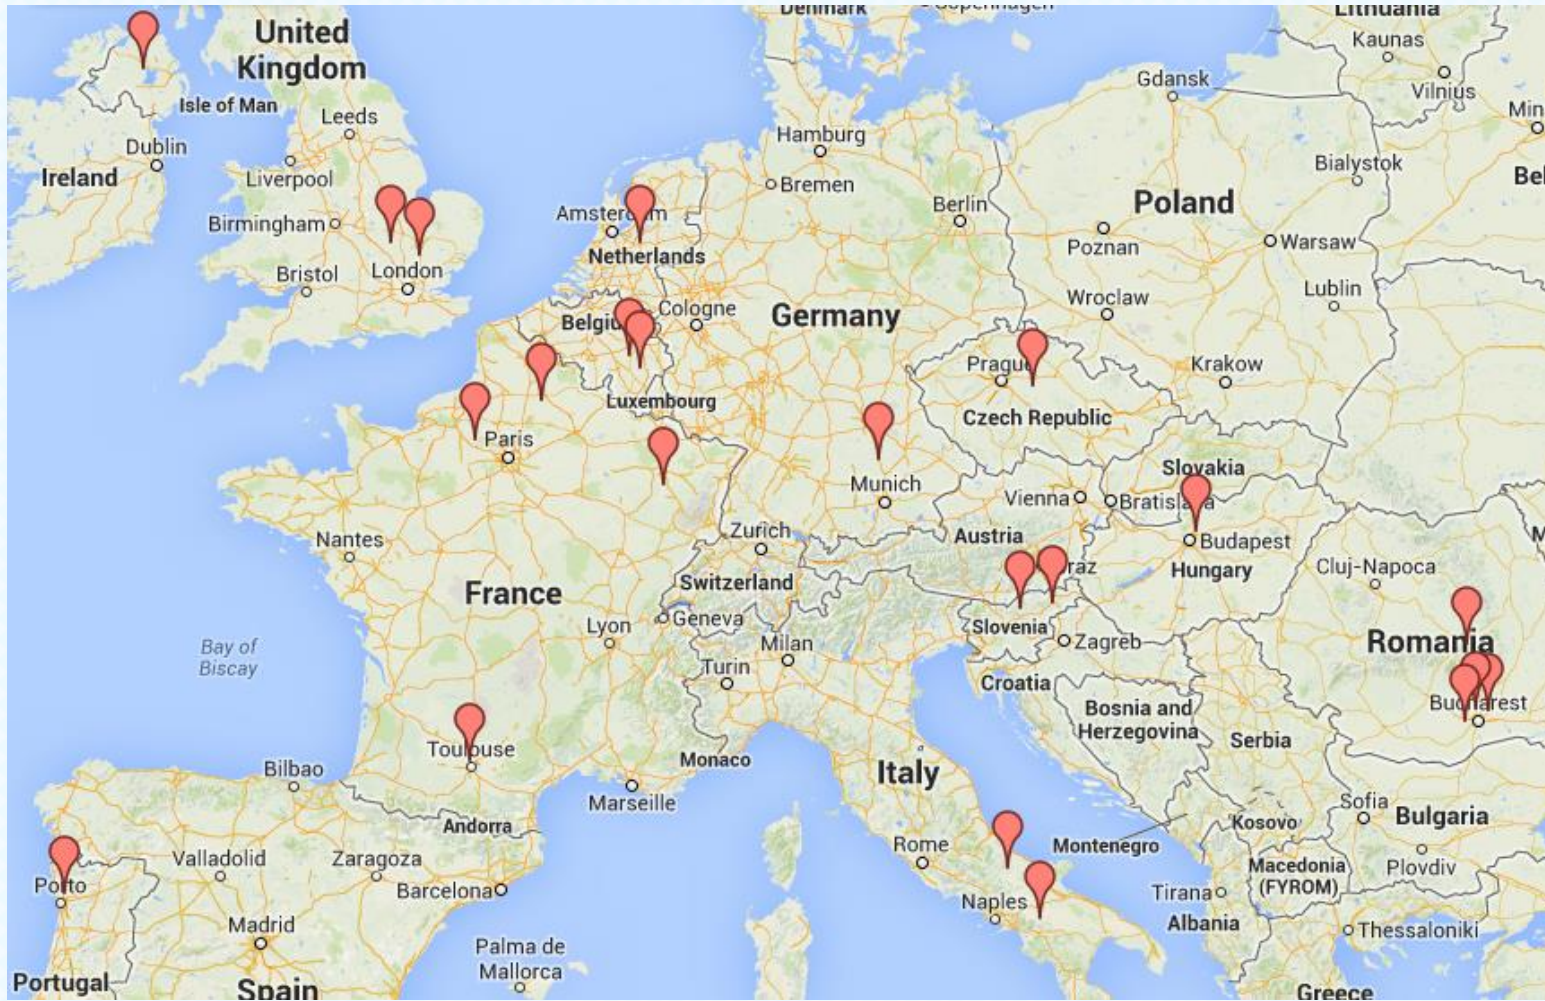 Denmark
Copenhagen
Lithuania
Kaunas
Vilnius
Gdansk
United
Kingdom
Isle of Man
Leeds
Dublin
Ireland
Liverpool
Hamburg
Bremen
Bialystok
Birmingham
Amsterdam
Netherlands
Berlin
Poland
Poznan
Warsaw
Bristol
London
Lublin
Wroclaw
Cologne
Germany
Krakow
Luxembourg
Czech Republic
Paris
Slovakia
Munich
Vienna
Nantes
Zurich
Austria
Budapest
Hungary
Cluj-Napoca
Switzerland
France
Geneva
Lyon
Slovenia
Zagreb
Romania
Bay of
Biscay
Milan
Turin
Croatia
Bosnia and
Herzegovina
Bucharest
Serbia
Toulouse
Monaco
Bilbao
Marseille
Italy
Sofia
Bulgaria
Andorra
Kosovo
Montenegro
Rome
Valladolid
Zaragoza
Barcelona
Porto
Macedonia
(FYROM)
Plovdiv
Tirana
Albania
Naples
Madrid
Thessaloniki
Palma de
Mallorca
Portugal
Spain
Greece